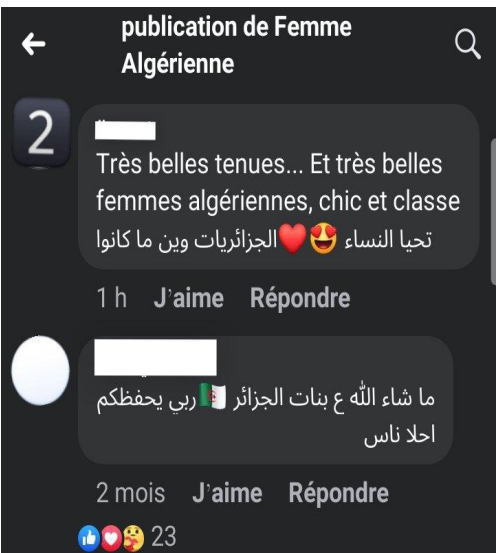 publication de Femme
Algérienne
2
Très belles tenues... Et très belles
femmes algériennes, chic et classe
تحيا النساء 😍❤️الجزائريات وين ما كانوا
1 h J'aime Répondre
ما شاء الله ع بنات الجزائر 🇩🇿ربي يحفظكم
احلا ناس
2 mois J'aime Répondre
23